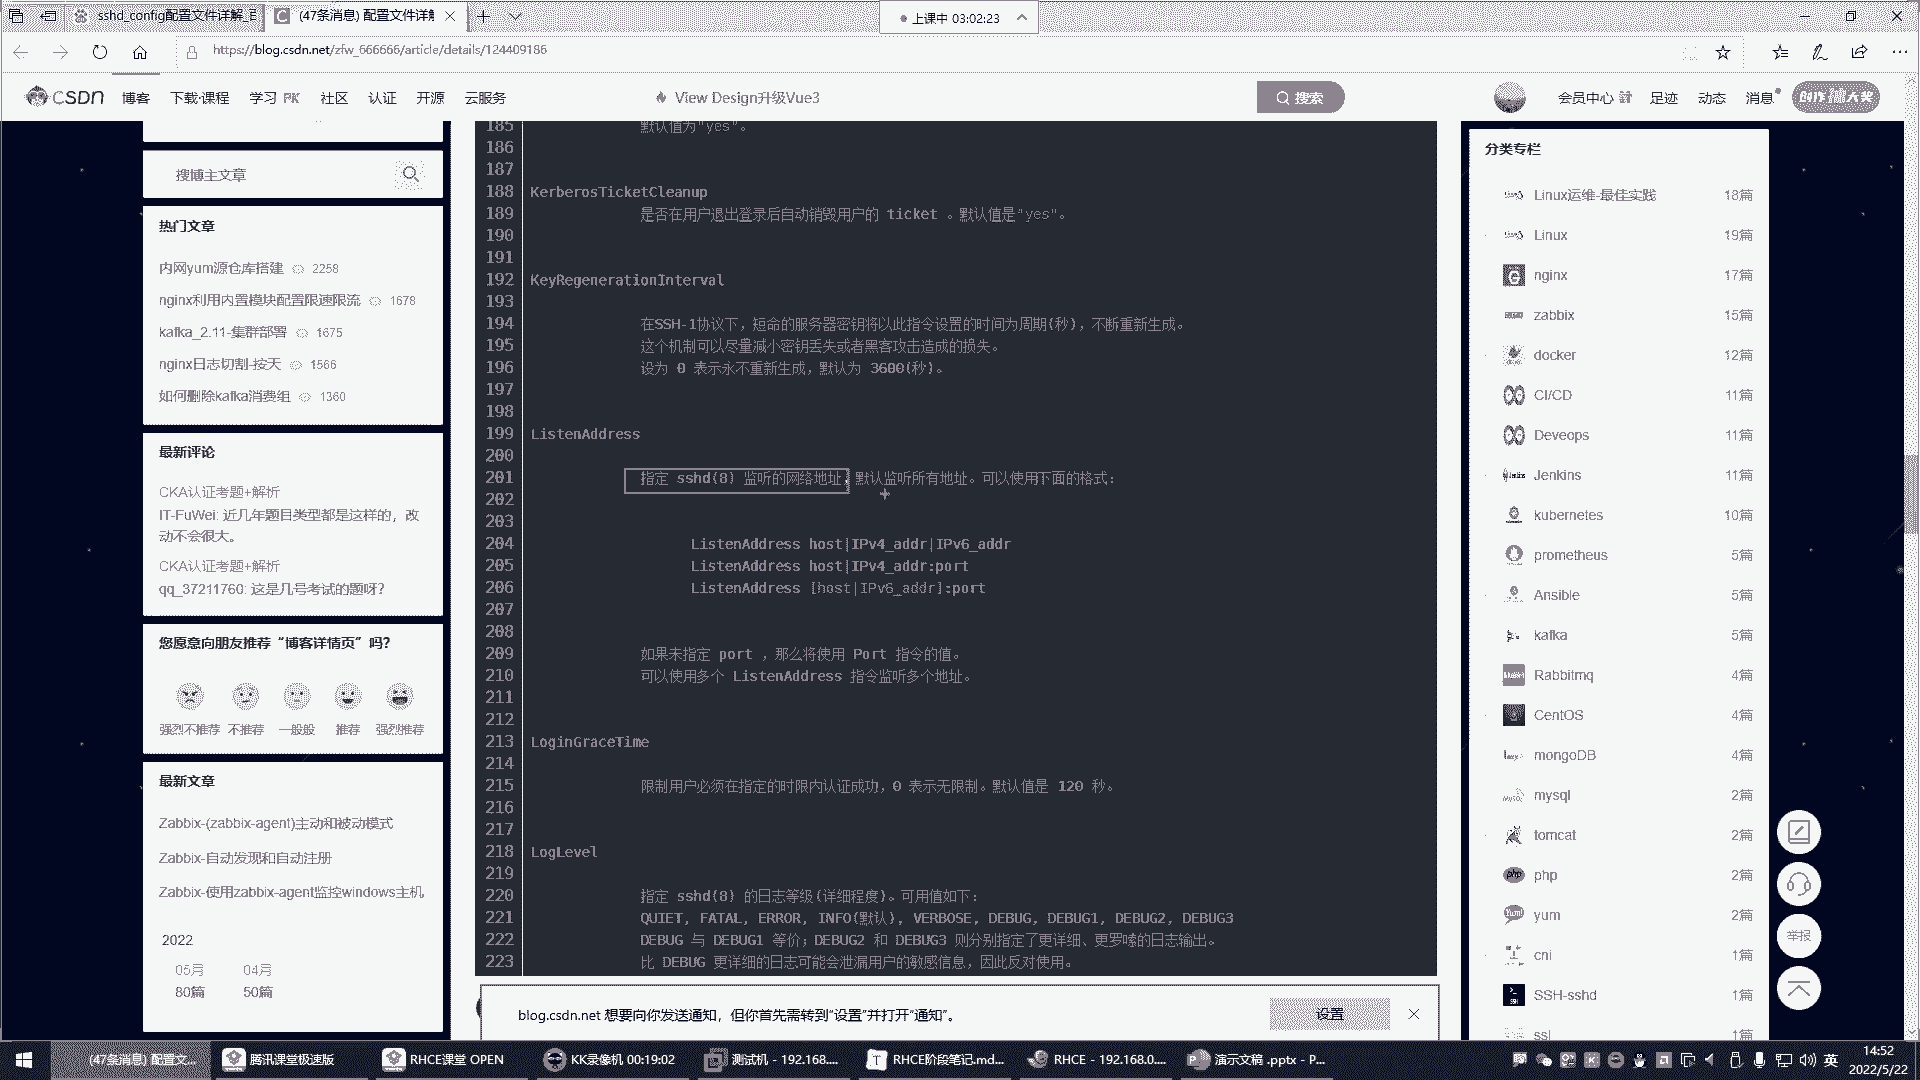 sshd_config配置文件详解_百
(47条消息) 配置文件详解
上课中 03:02:23
https://blog.csdn.net/zfw_666666/article/details/124409186
CSDN 博客 下载·课程 学习 PK 社区 认证 开源 云服务 View Design升级Vue3 搜索 会员中心 足迹 动态 消息
搜博主文章
热门文章
内网yum源仓库搭建 2258
nginx利用内置模块配置限速限流 1678
kafka_2.11-集群部署 1675
nginx日志切割-按天 1566
如何删除kafka消费组 1360
最新评论
CKA认证考题+解析
IT-FuWei: 近几年题目类型都是这样的，改
动不会很大。
CKA认证考题+解析
qq_37211760: 这是几号考试的题呀？
您愿意向朋友推荐“博客详情页”吗？
强烈不推荐 不推荐 一般般 推荐 强烈推荐
最新文章
Zabbix-(zabbix-agent)主动和被动模式
Zabbix-自动发现和自动注册
Zabbix-使用zabbix-agent监控windows主机
2022
05月 04月
80篇 50篇
185 默认值为"yes"。
186
187
188 KerberosTicketCleanup
189 是否在用户退出登录后自动销毁用户的 ticket 。默认值是"yes"。
190
191
192 KeyRegenerationInterval
193
194 在SSH-1协议下，短命的服务器密钥将以此指令设置的时间为周期(秒)，不断重新生成。
195 这个机制可以尽量减小密钥丢失或者黑客攻击造成的损失。
196 设为 0 表示永不重新生成，默认为 3600(秒)。
197
198
199 ListenAddress
200
201 指定 sshd(8) 监听的网络地址，默认监听所有地址。可以使用下面的格式：
202
203
204 ListenAddress host|IPv4_addr|IPv6_addr
205 ListenAddress host|IPv4_addr:port
206 ListenAddress [host|IPv6_addr]:port
207
208
209 如果未指定 port ，那么将使用 Port 指令的值。
210 可以使用多个 ListenAddress 指令监听多个地址。
211
212
213 LoginGraceTime
214
215 限制用户必须在指定的时限内认证成功，0 表示无限制。默认值是 120 秒。
216
217
218 LogLevel
219
220 指定 sshd(8) 的日志等级(详细程度)。可用值如下：
221 QUIET, FATAL, ERROR, INFO(默认), VERBOSE, DEBUG, DEBUG1, DEBUG2, DEBUG3
222 DEBUG 与 DEBUG1 等价；DEBUG2 和 DEBUG3 则分别指定了更详细、更罗嗦的日志输出。
223 比 DEBUG 更详细的日志可能会泄漏用户的敏感信息，因此反对使用。
分类专栏
Linux运维-最佳实践 18篇
Linux 19篇
nginx 17篇
zabbix 15篇
docker 12篇
CI/CD 11篇
Deveops 11篇
Jenkins 11篇
kubernetes 10篇
prometheus 5篇
Ansible 5篇
kafka 5篇
Rabbitmq 4篇
CentOS 4篇
mongoDB 4篇
mysql 2篇
tomcat 2篇
php 2篇
yum 2篇
cni 1篇
SSH-sshd 1篇
ssl 1篇
举报
blog.csdn.net 想要向你发送通知，但你首先需转到“设置”并打开“通知”。 设置
(47条消息) 配置文... 腾讯课堂极速版 RHCE课堂 OPEN KK录像机 00:19:02 测试机 - 192.168.... RHCE阶段笔记.md... RHCE - 192.168.0.... 演示文稿 .pptx - P...
英
14:52
2022/5/22